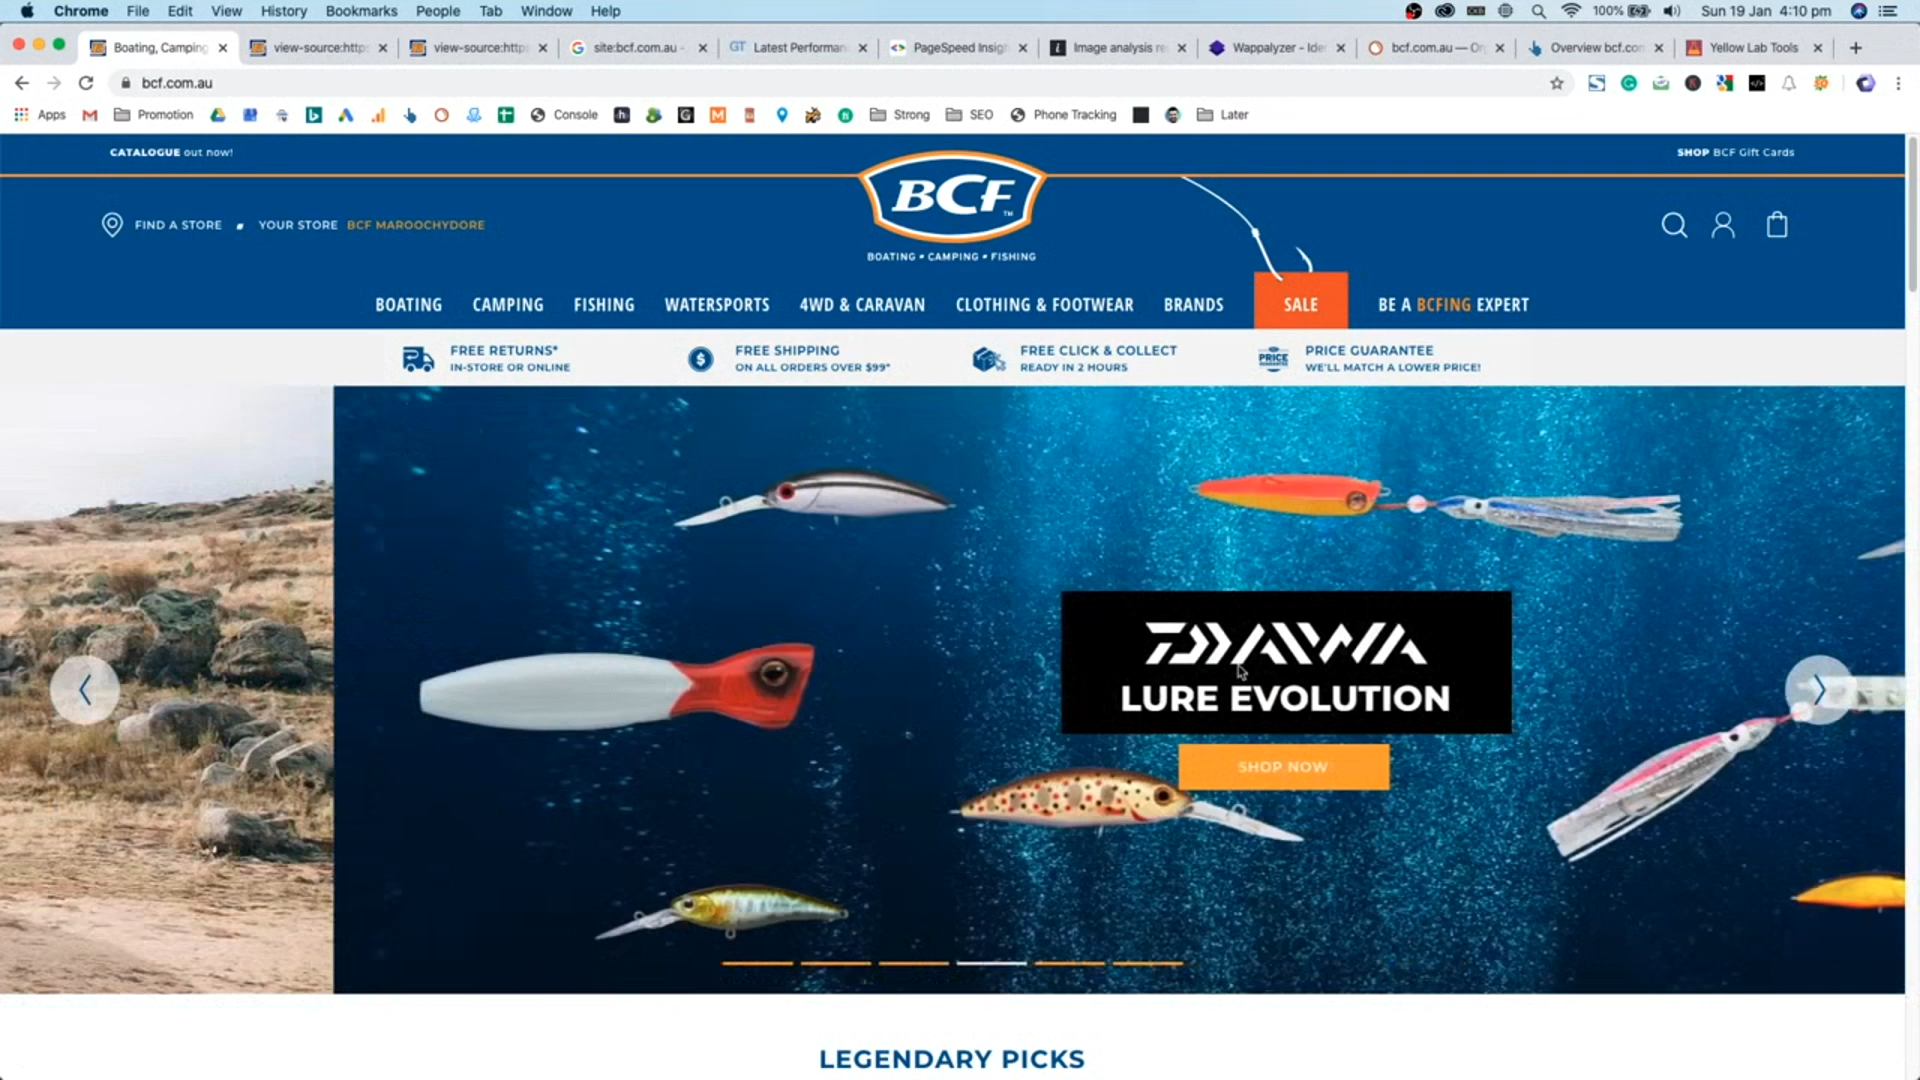 Chrome File Edit View History Bookmarks People Tab Window Help 100% Sun 19 Jan 4:10 pm
Boating, Camping view-source:http view-source:http site:bcf.com.au - Latest Performan PageSpeed Insigh Image analysis re Wappalyzer - Ide bcf.com.au — Or Overview bcf.con Yellow Lab Tools
bcf.com.au
Apps Promotion Console Strong SEO Phone Tracking Later
CATALOGUE out now!
SHOP BCF Gift Cards
BCF
TM
BOATING • CAMPING • FISHING
FIND A STORE YOUR STORE BCF MAROOCHYDORE
BOATING CAMPING FISHING WATERSPORTS 4WD & CARAVAN CLOTHING & FOOTWEAR BRANDS SALE BE A BCFING EXPERT
FREE RETURNS*
IN-STORE OR ONLINE
FREE SHIPPING
ON ALL ORDERS OVER $99*
FREE CLICK & COLLECT
READY IN 2 HOURS
PRICE
PRICE GUARANTEE
WE'LL MATCH A LOWER PRICE!
DAIWA
LURE EVOLUTION
SHOP NOW
LEGENDARY PICKS